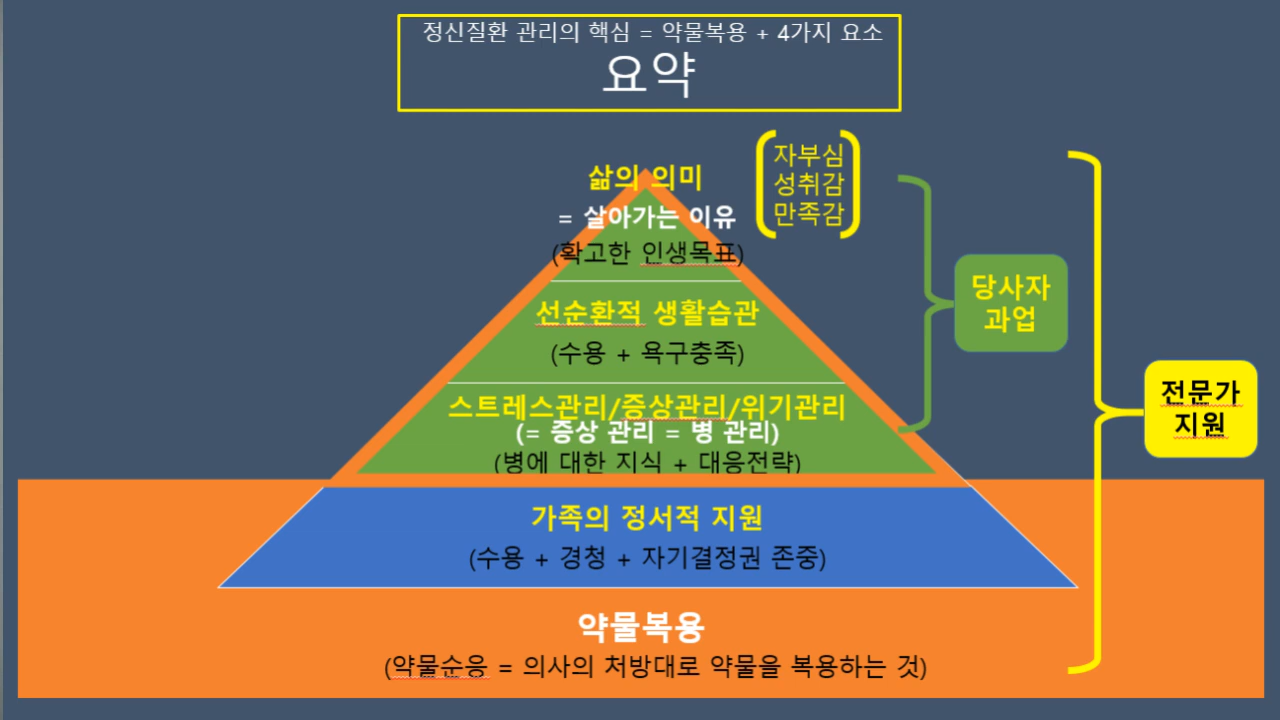 정신질환 관리의 핵심 = 약물복용 + 4가지 요소
요약
삶의 의미
= 살아가는 이유
(확고한 인생목표)
자부심
성취감
만족감
선순환적 생활습관
(수용 + 욕구충족)
스트레스관리/증상관리/위기관리
(= 증상 관리 = 병 관리)
(병에 대한 지식 + 대응전략)
당사자
과업
전문가
지원
가족의 정서적 지원
(수용 + 경청 + 자기결정권 존중)
약물복용
(약물순응 = 의사의 처방대로 약물을 복용하는 것)